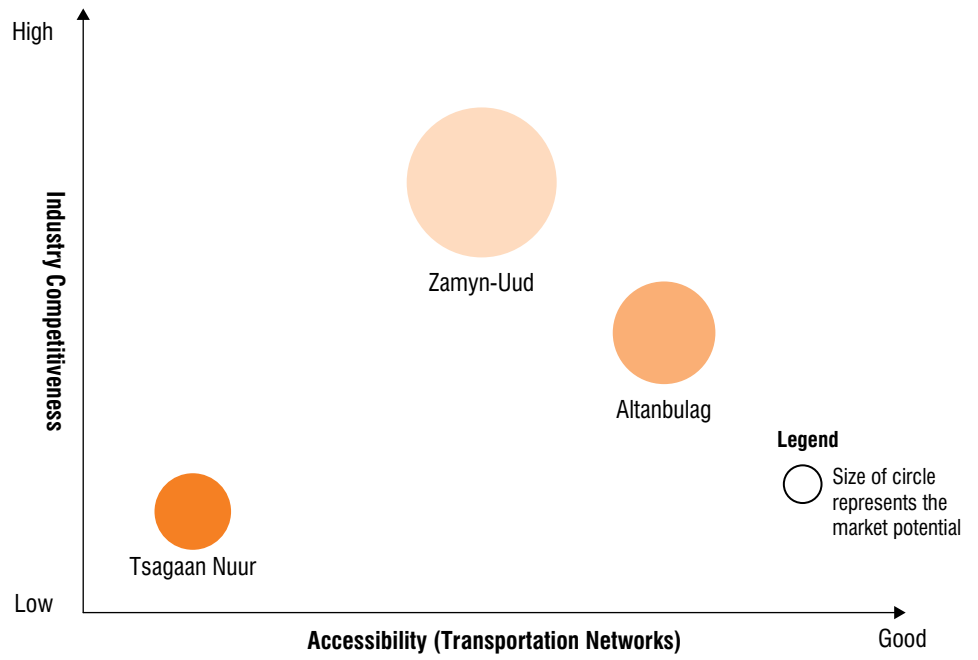 High
Industry Competitiveness
Zamyn-Uud
Altanbulag
Legend
Size of circle
represents the
market potential
Tsagaan Nuur
Low
Accessibility (Transportation Networks)
Good